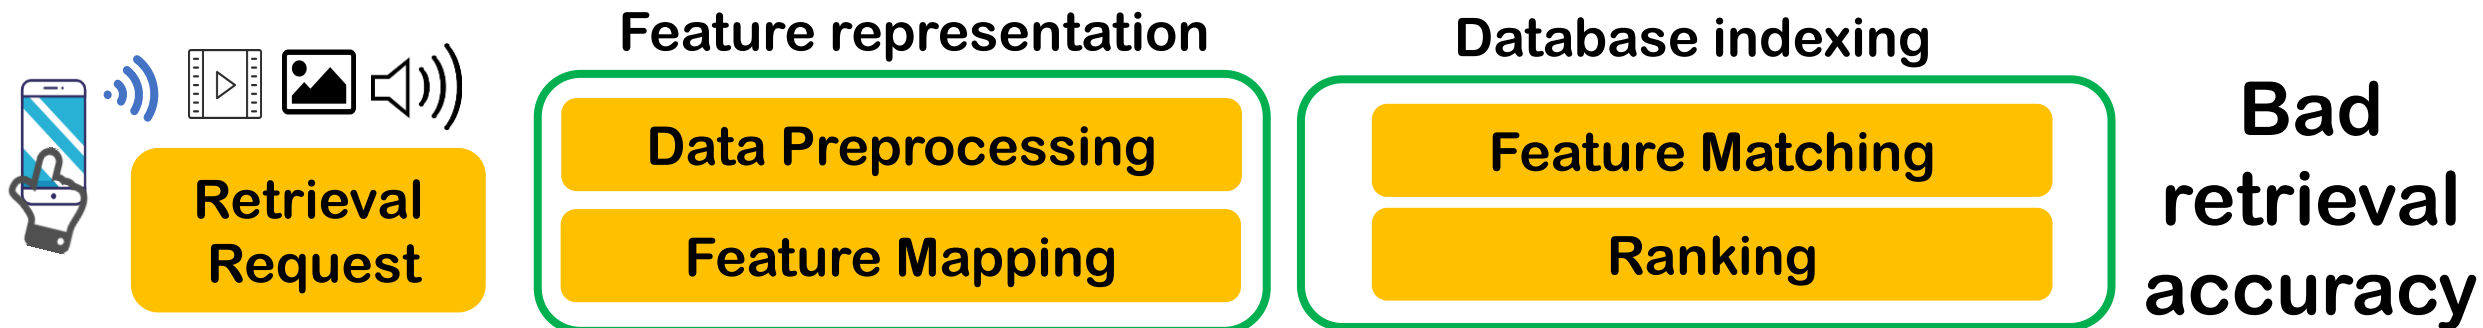 Retrieval
Request
Feature representation
Data Preprocessing
Feature Mapping
Database indexing
Feature Matching
Ranking
Bad
retrieval
accuracy